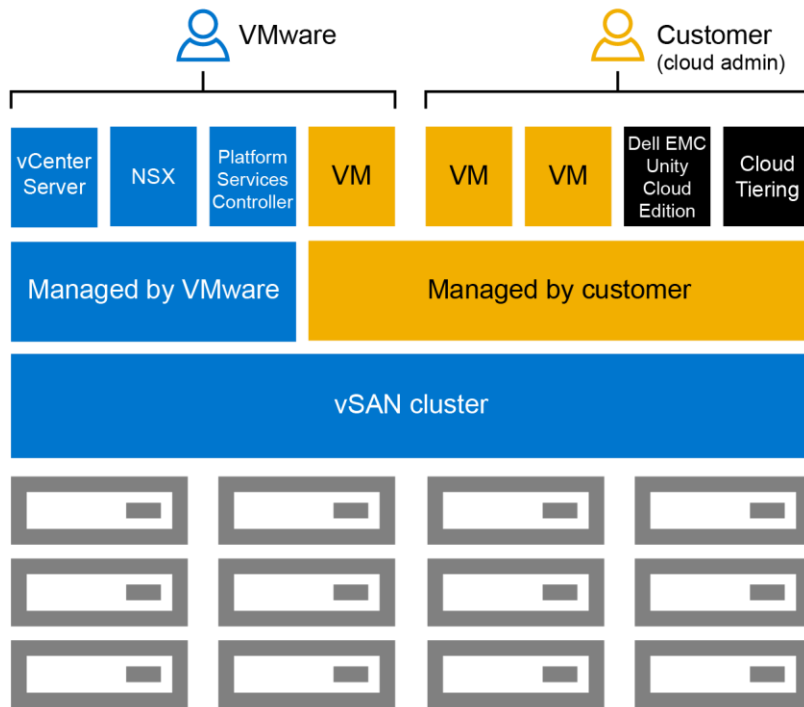 VMware
Customer
(cloud admin)
vCenter
Server
NSX
Platform
Services
Controller
VM
VM
VM
Dell EMC
Unity
Cloud
Edition
Cloud
Tiering
Managed by VMware
Managed by customer
vSAN cluster